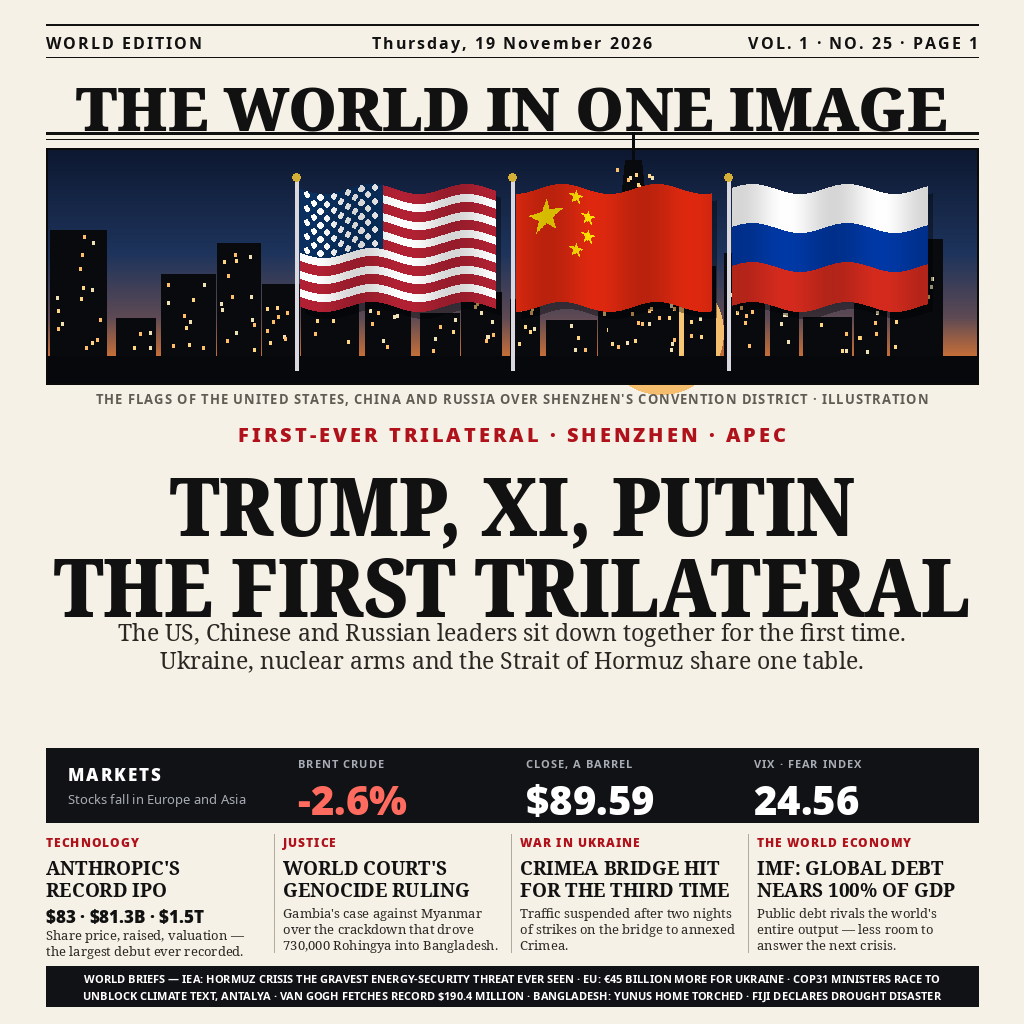 WORLD EDITION
Thursday, 19 November 2026
VOL. 1 · NO. 25 · PAGE 1
THE WORLD IN ONE IMAGE
THE FLAGS OF THE UNITED STATES, CHINA AND RUSSIA OVER SHENZHEN'S CONVENTION DISTRICT · ILLUSTRATION
FIRST-EVER TRILATERAL · SHENZHEN · APEC
TRUMP, XI, PUTIN
THE FIRST TRILATERAL
The US, Chinese and Russian leaders sit down together for the first time.
Ukraine, nuclear arms and the Strait of Hormuz share one table.
MARKETS
Stocks fall in Europe and Asia
BRENT CRUDE
-2.6%
CLOSE, A BARREL
$89.59
VIX · FEAR INDEX
24.56
TECHNOLOGY
ANTHROPIC'S
RECORD IPO
$83 · $81.3B · $1.5T
Share price, raised, valuation —
the largest debut ever recorded.
JUSTICE
WORLD COURT'S
GENOCIDE RULING
Gambia's case against Myanmar
over the crackdown that drove
730,000 Rohingya into Bangladesh.
WAR IN UKRAINE
CRIMEA BRIDGE HIT
FOR THE THIRD TIME
Traffic suspended after two nights
of strikes on the bridge to annexed
Crimea.
THE WORLD ECONOMY
IMF: GLOBAL DEBT
NEARS 100% OF GDP
Public debt rivals the world's
entire output — less room to
answer the next crisis.
WORLD BRIEFS — IEA: HORMUZ CRISIS THE GRAVEST ENERGY-SECURITY THREAT EVER SEEN · EU: €45 BILLION MORE FOR UKRAINE · COP31 MINISTERS RACE TO
UNBLOCK CLIMATE TEXT, ANTALYA · VAN GOGH FETCHES RECORD $190.4 MILLION · BANGLADESH: YUNUS HOME TORCHED · FIJI DECLARES DROUGHT DISASTER